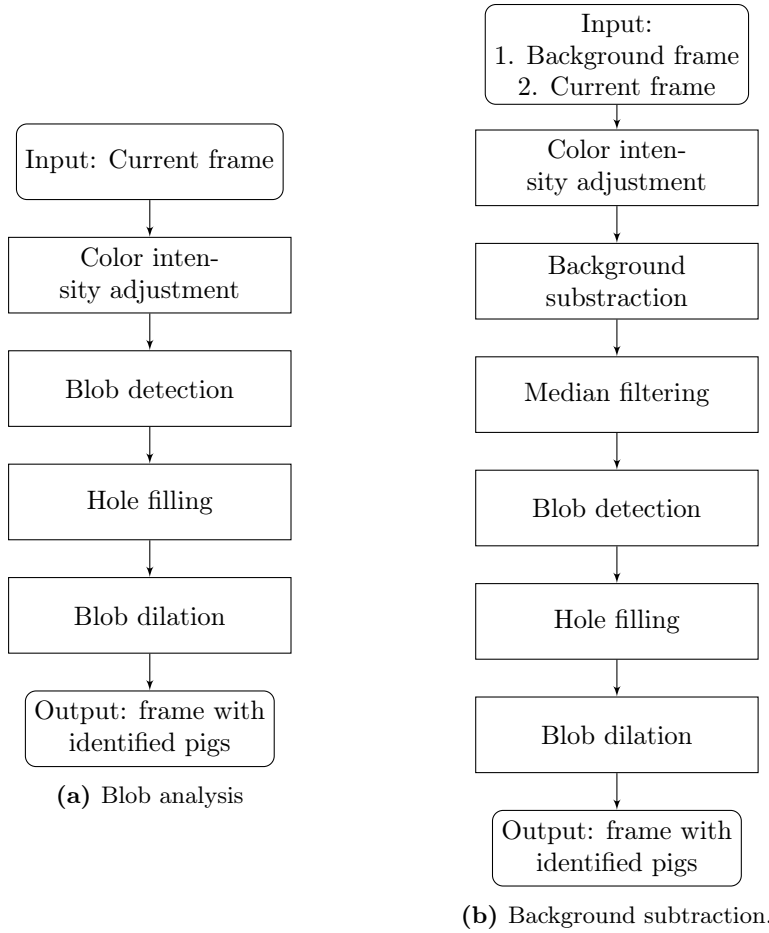 Input: Current frame
Color inten-
sity adjustment
Blob detection
Hole filling
Blob dilation
Output: frame with
identified pigs
(a) Blob analysis
Input:
1. Background frame
2. Current frame
Color inten-
sity adjustment
Background
substraction
Median filtering
Blob detection
Hole filling
Blob dilation
Output: frame with
identified pigs
(b) Background subtraction.